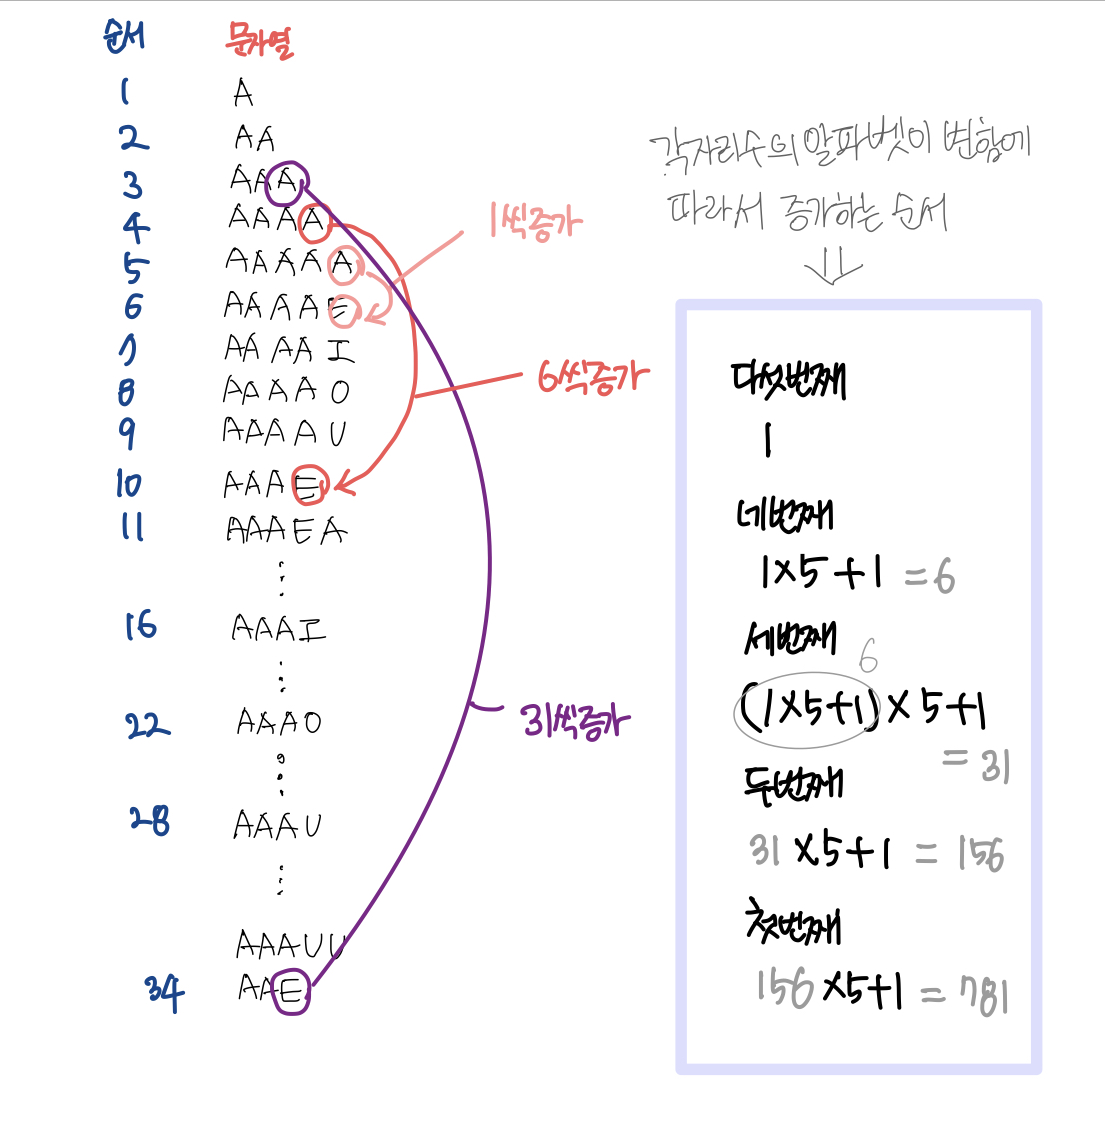 순서 문자열
1 A
2 AA
3 AAA
4 AAAA
5 AAAAA
6 AAAAE
7 AAAAI
8 AAAAO
9 AAAAU
10 AAAE
11 AAAEA
16 AAAI
22 AAAO
28 AAAU
AAAUU
34 AAE
1씩증가
6씩증가
31씩증가
각자리수의 알파벳이 변함에
따라서 증가하는 순서
다섯번째
1
네번째
1×5+1 =6
세번째
6
(1×5+1)×5+1
= 31
두번째
31×5+1 = 156
첫번째
156×5+1 = 781